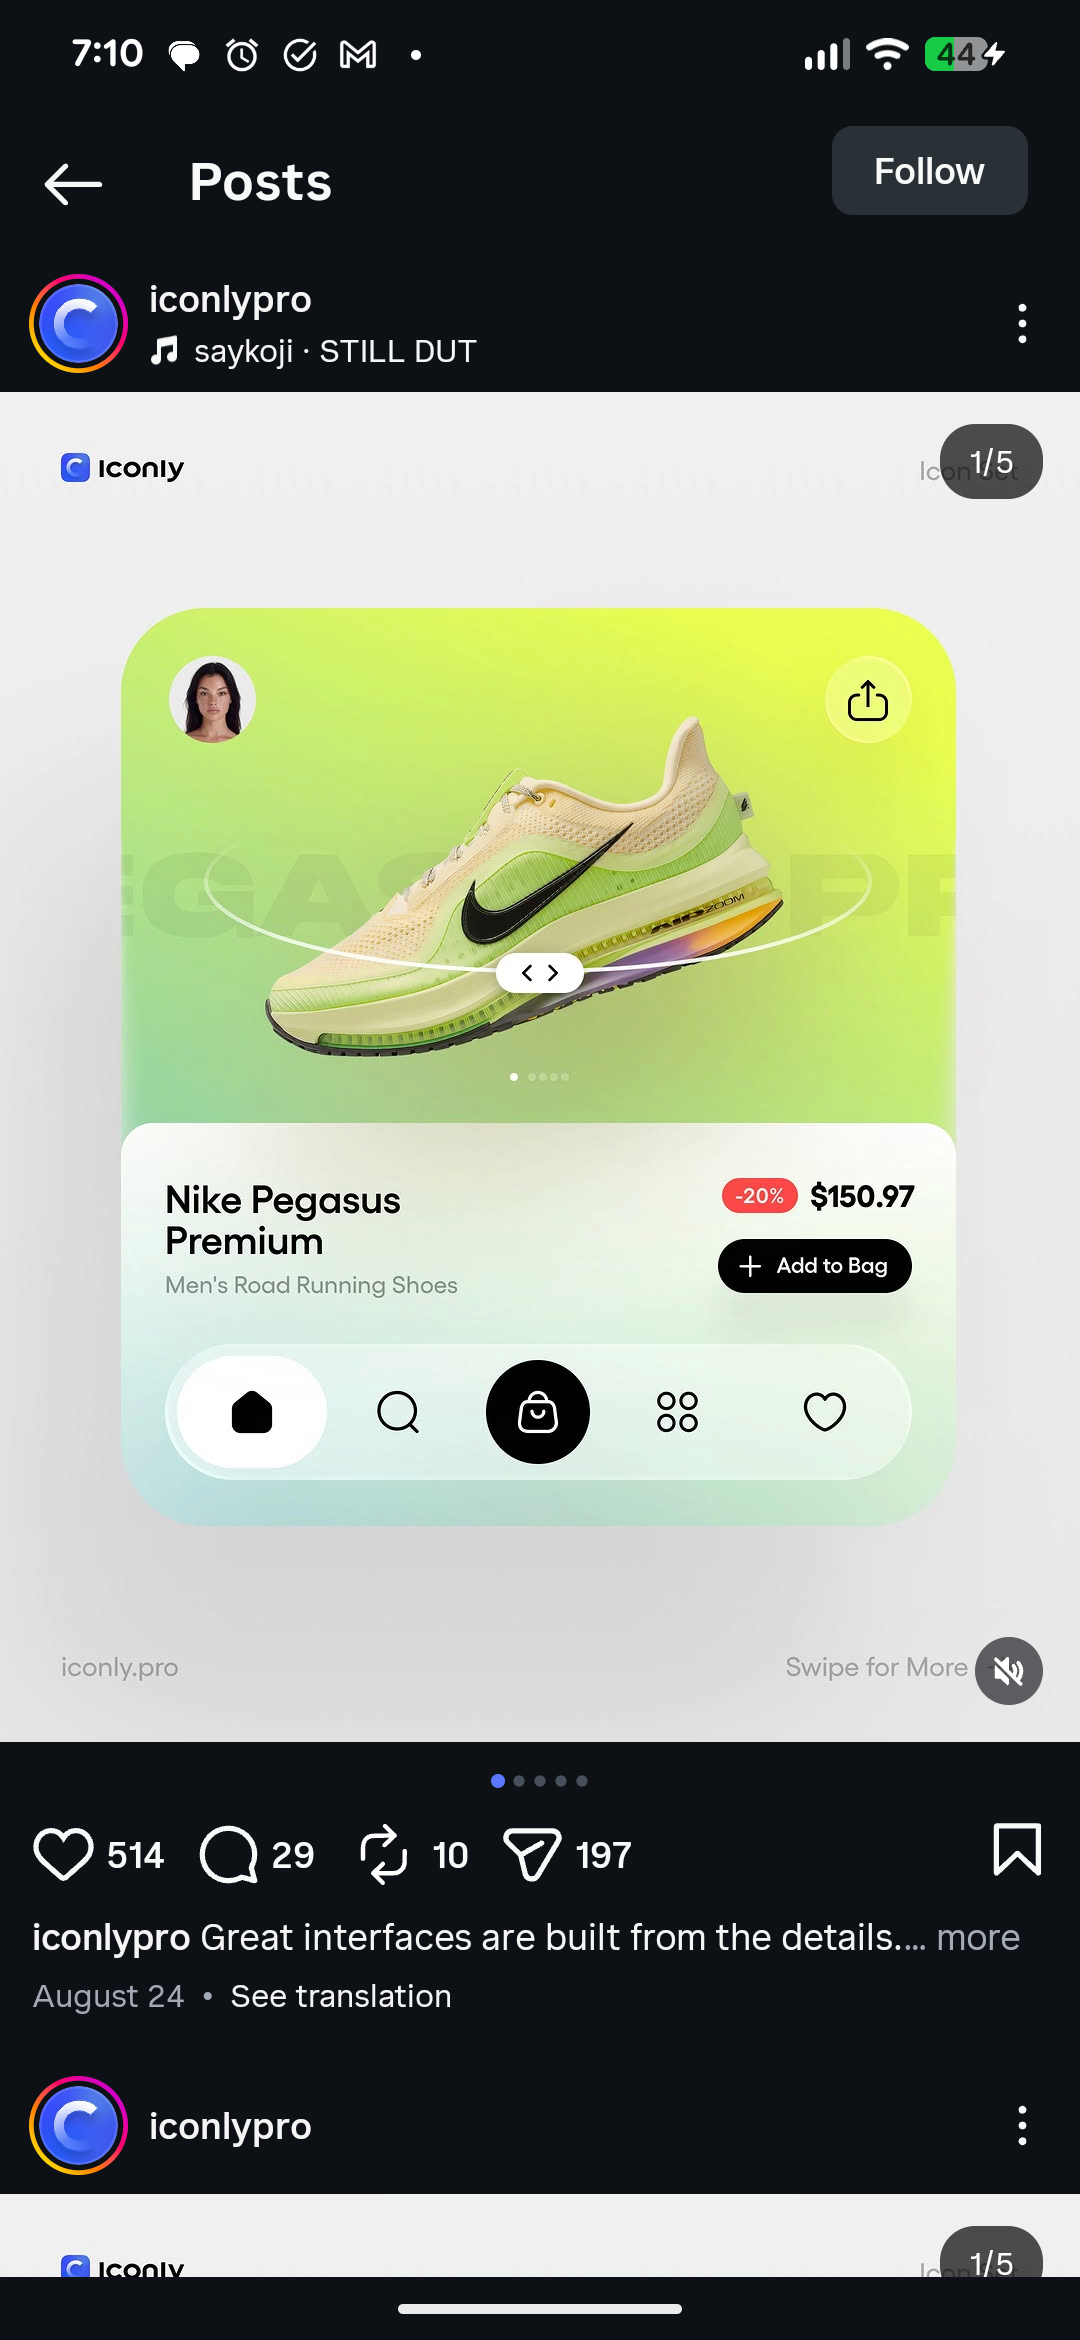 7:10
44
Posts
Follow
iconlypro
saykoji · STILL DUT
Iconly
1/5
AIR ZOOM
Nike Pegasus
Premium
Men's Road Running Shoes
-20% $150.97
+ Add to Bag
iconly.pro
Swipe for More
514 29 10 197
iconlypro Great interfaces are built from the details.... more
August 24 • See translation
iconlypro
Iconly
1/5